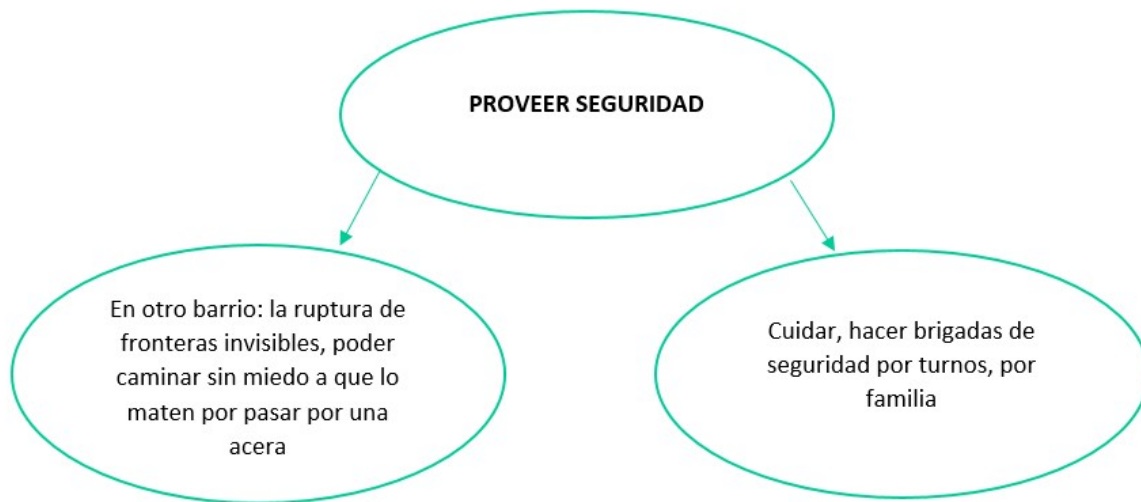 PROVEER SEGURIDAD
En otro barrio: la ruptura de
fronteras invisibles, poder
caminar sin miedo a que lo
maten por pasar por una
acera
Cuidar, hacer brigadas de
seguridad por turnos, por
familia